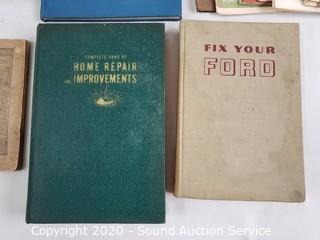 COMPLETE BOOK OF
HOME REPAIR
AND IMPROVEMENTS
FIX YOUR
FORD
Copyright 2020 - Sound Auction Service